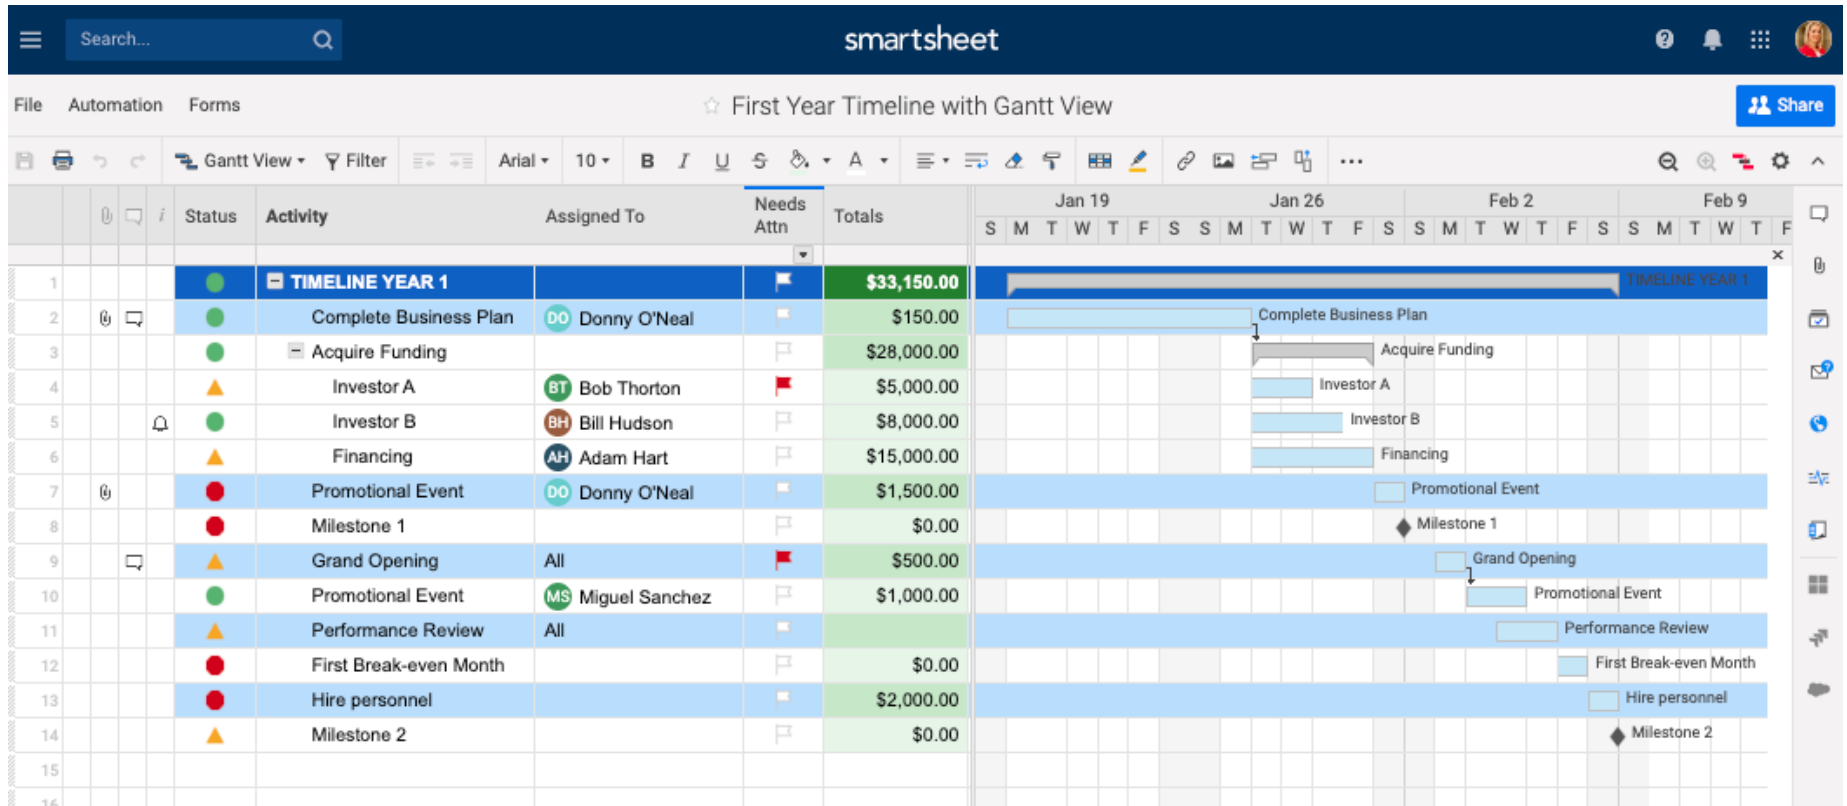 Search...
smartsheet
File Automation Forms
First Year Timeline with Gantt View
Share
Gantt View Filter Arial 10 B I U S A
Status Activity Assigned To Needs Attn Totals
Jan 19 Jan 26 Feb 2 Feb 9
S M T W T F S S M T W T F S S M T W T F S S M T W T F
1 TIMELINE YEAR 1 $33,150.00 TIMELINE YEAR 1
2 Complete Business Plan DO Donny O'Neal $150.00 Complete Business Plan
3 Acquire Funding $28,000.00 Acquire Funding
4 Investor A BT Bob Thorton $5,000.00 Investor A
5 Investor B BH Bill Hudson $8,000.00 Investor B
6 Financing AH Adam Hart $15,000.00 Financing
7 Promotional Event DO Donny O'Neal $1,500.00 Promotional Event
8 Milestone 1 $0.00 Milestone 1
9 Grand Opening All $500.00 Grand Opening
10 Promotional Event MS Miguel Sanchez $1,000.00 Promotional Event
11 Performance Review All Performance Review
12 First Break-even Month $0.00 First Break-even Month
13 Hire personnel $2,000.00 Hire personnel
14 Milestone 2 $0.00 Milestone 2
15
16